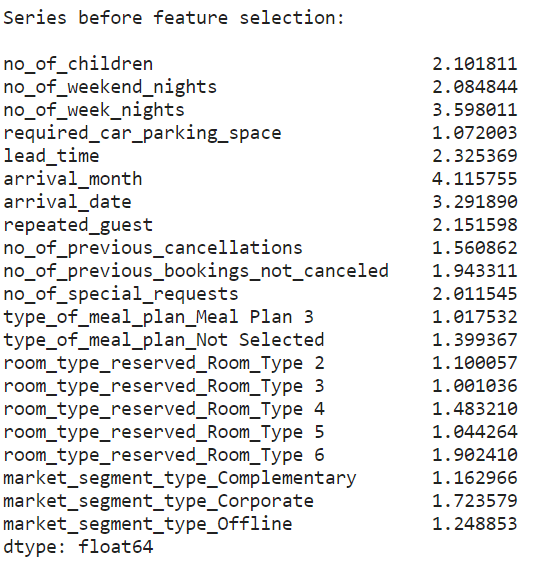 Series before feature selection:
no_of_children 2.101811
no_of_weekend_nights 2.084844
no_of_week_nights 3.598011
required_car_parking_space 1.072003
lead_time 2.325369
arrival_month 4.115755
arrival_date 3.291890
repeated_guest 2.151598
no_of_previous_cancellations 1.560862
no_of_previous_bookings_not_canceled 1.943311
no_of_special_requests 2.011545
type_of_meal_plan_Meal Plan 3 1.017532
type_of_meal_plan_Not Selected 1.399367
room_type_reserved_Room_Type 2 1.100057
room_type_reserved_Room_Type 3 1.001036
room_type_reserved_Room_Type 4 1.483210
room_type_reserved_Room_Type 5 1.044264
room_type_reserved_Room_Type 6 1.902410
market_segment_type_Complementary 1.162966
market_segment_type_Corporate 1.723579
market_segment_type_Offline 1.248853
dtype: float64